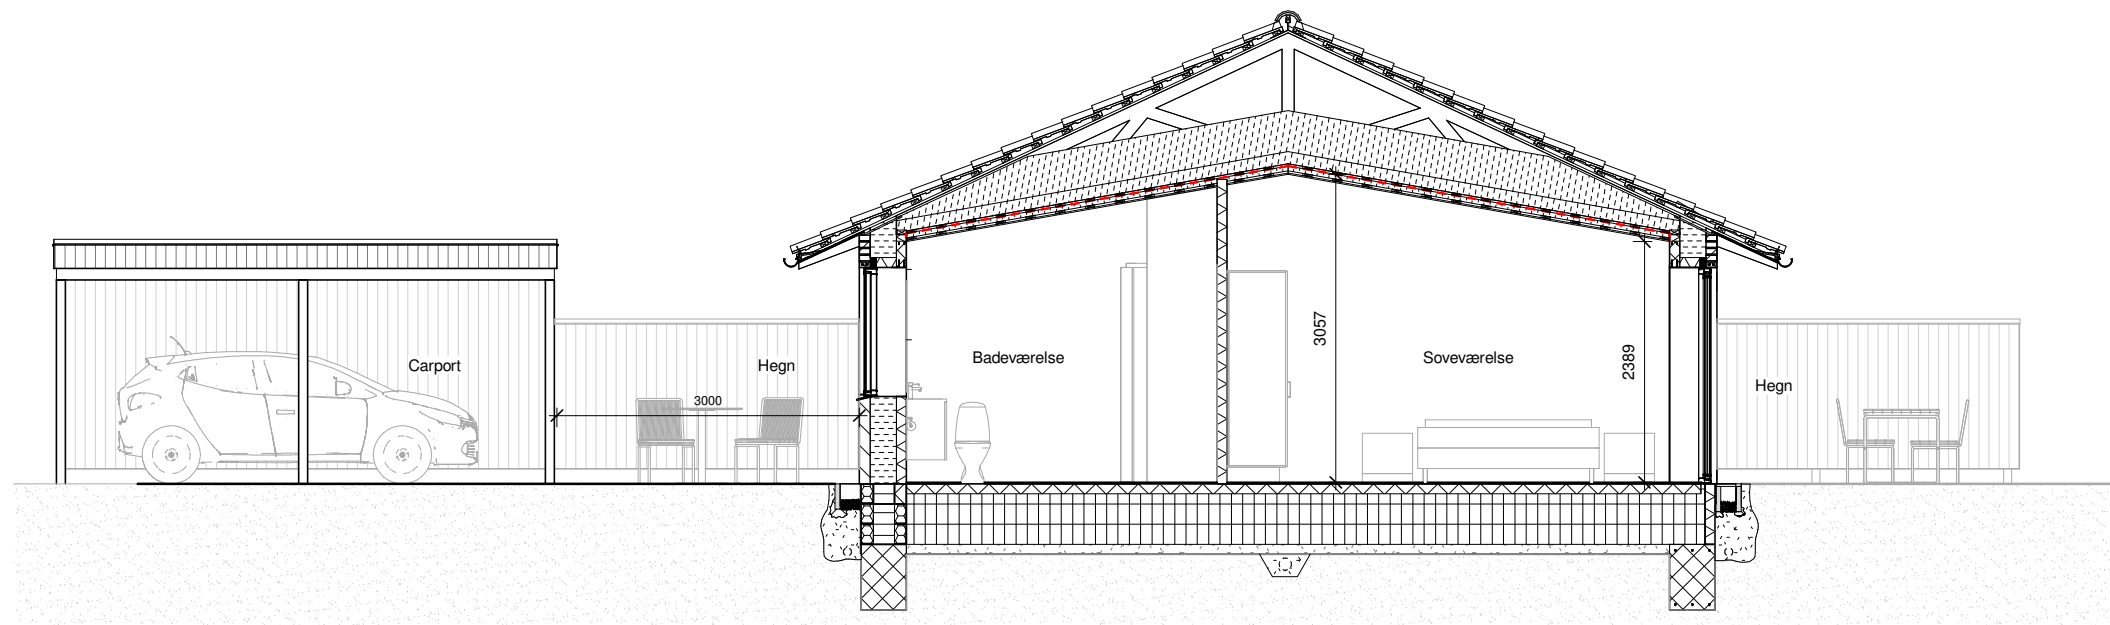 3057
Badeværelse
Soveværelse
2389
Carport
Hegn
Hegn
3000